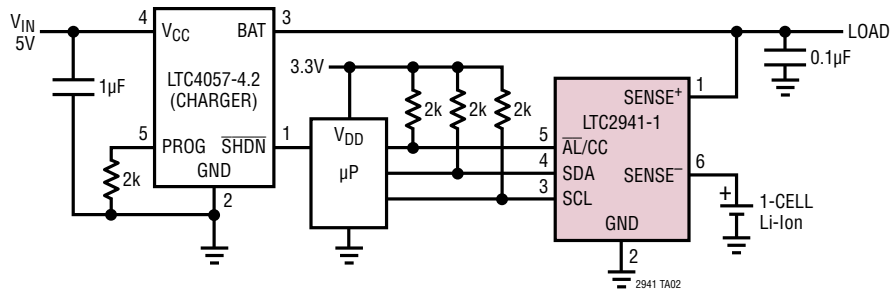 VIN
5V
4
VCC
BAT
3
LOAD
1µF
LTC4057-4.2
(CHARGER)
3.3V
0.1µF
2k
2k
2k
1
SENSE+
5
PROG
SHDN
1
VDD
LTC2941-1
5
AL/CC
2k
GND
µP
4
SDA
SENSE–
6
3
SCL
2
+
1-CELL
Li-Ion
GND
2
2941 TA02